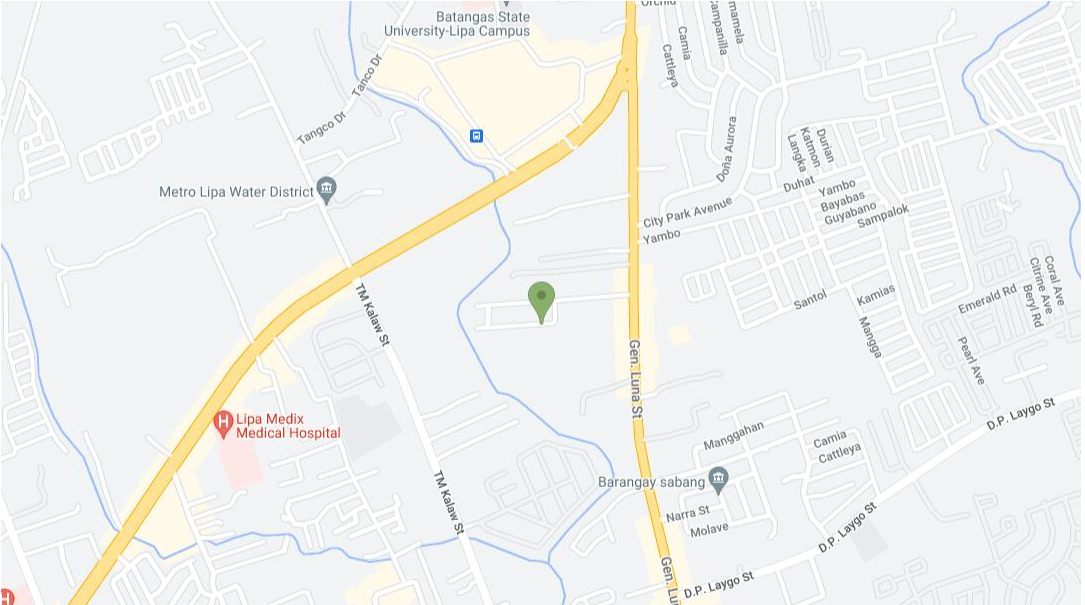 Orchid
Batangas State
University-Lipa Campus
Camia
Cattleya
Campanilla
Tanco Dr
Tangco Dr
Doña Aurora
Durian
Katmon
Langka
Duhat
Yambo
Bayabas
Guyabano
Sampalok
Metro Lipa Water District
City Park Avenue
Yambo
TM Kalaw St
Santol
Kamias
Mangga
Emerald Rd
Coral Ave
Citrine Ave
Beryl Rd
Pearl Ave
Gen. Luna St
D.P. Laygo St
H
Lipa Medix
Medical Hospital
Manggahan
Camia
Cattleya
Barangay sabang
TM Kalaw St
Narra St
Molave
D.P. Laygo St
Gen. Lu
D.P. Laygo St
H